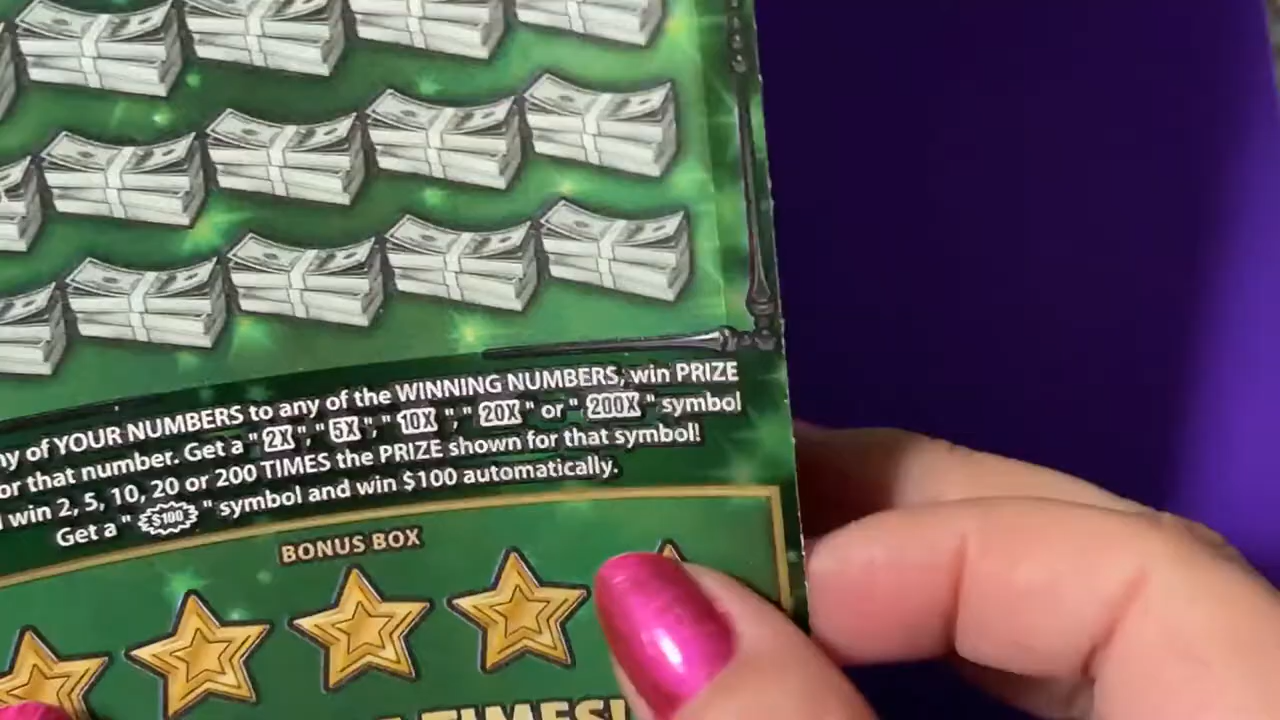 ny of YOUR NUMBERS to any of the WINNING NUMBERS, win PRIZE
or that number. Get a "2X", "5X", "10X", "20X" or "200X" symbol
win 2, 5, 10, 20 or 200 TIMES the PRIZE shown for that symbol!
Get a "$100" symbol and win $100 automatically.
BONUS BOX
TIMES!